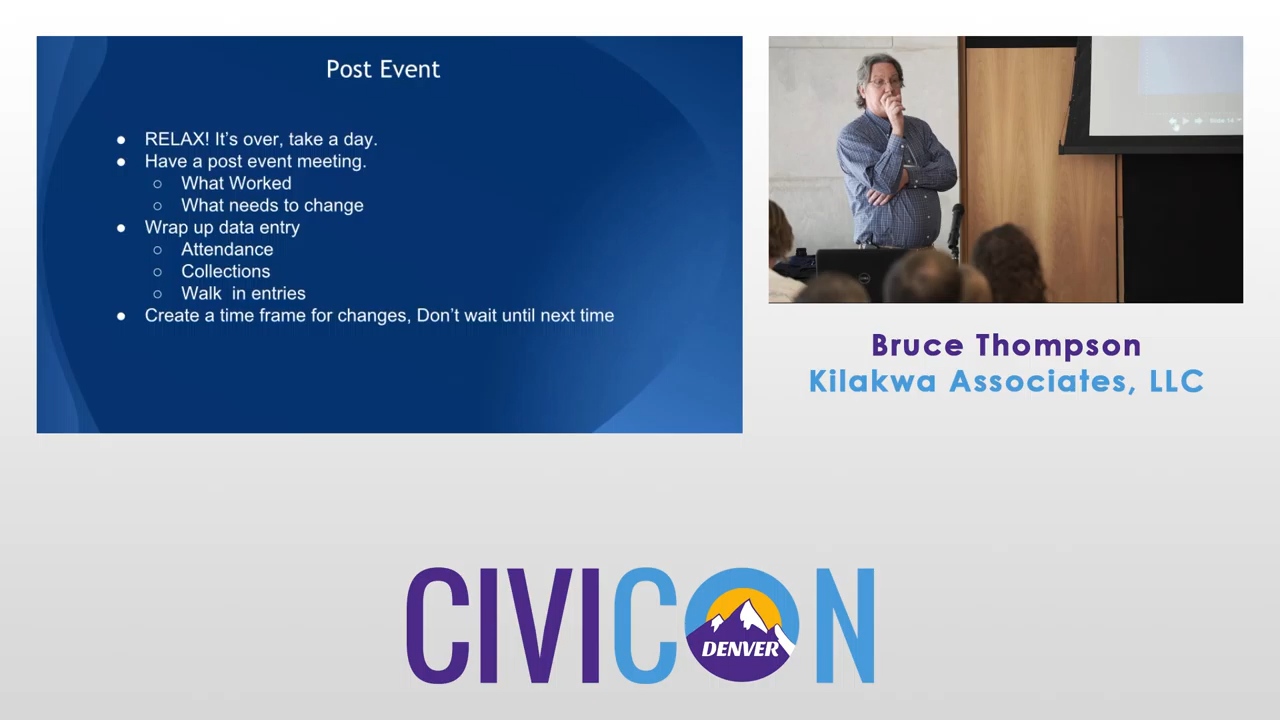 Post Event
● RELAX! It's over, take a day.
● Have a post event meeting.
○ What Worked
○ What needs to change
● Wrap up data entry
○ Attendance
○ Collections
○ Walk  in entries
● Create a time frame for changes, Don't wait until next time
Bruce Thompson
Kilakwa Associates, LLC
CIVICON
DENVER